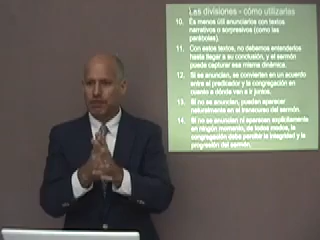 Las divisiones - cómo utilizarlas
10. Es menos útil anunciarlos con textos
narrativos o sorpresivos (como las
parábolas).
11. Con estos textos, no debemos entenderlos
hasta llegar a su conclusión, y el sermón
puede capturar esa misma dinámica.
12. Si se anuncian, se convierten en un acuerdo
entre el predicador y la congregación en
cuanto a dónde van a ir juntos.
13. Si no se anuncian, pueden aparecer
naturalmente en el transcurso del sermón.
14. Si no se anuncian ni aparecen explícitamente
en ningún momento, de todos modos, la
congregación debe percibir la integridad y la
progresión del sermón.